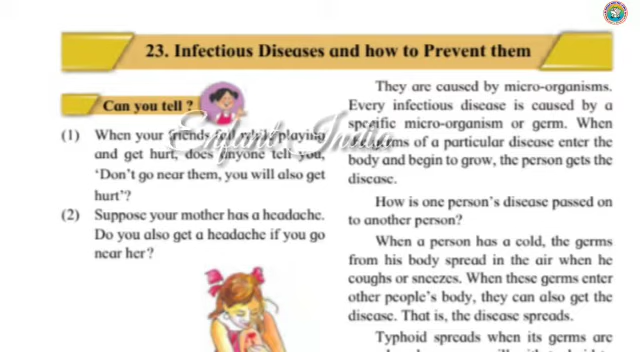 23. Infectious Diseases and how to Prevent them
Can you tell ?
(1) When your friends fall while playing
and get hurt, does anyone tell you,
'Don't go near them, you will also get
hurt'?
(2) Suppose your mother has a headache.
Do you also get a headache if you go
near her?
They are caused by micro-organisms.
Every infectious disease is caused by a
specific micro-organism or germ. When
germs of a particular disease enter the
body and begin to grow, the person gets the
disease.
How is one person's disease passed on
to another person?
When a person has a cold, the germs
from his body spread in the air when he
coughs or sneezes. When these germs enter
other people's body, they can also get the
disease. That is, the disease spreads.
Typhoid spreads when its germs are
Enfant India